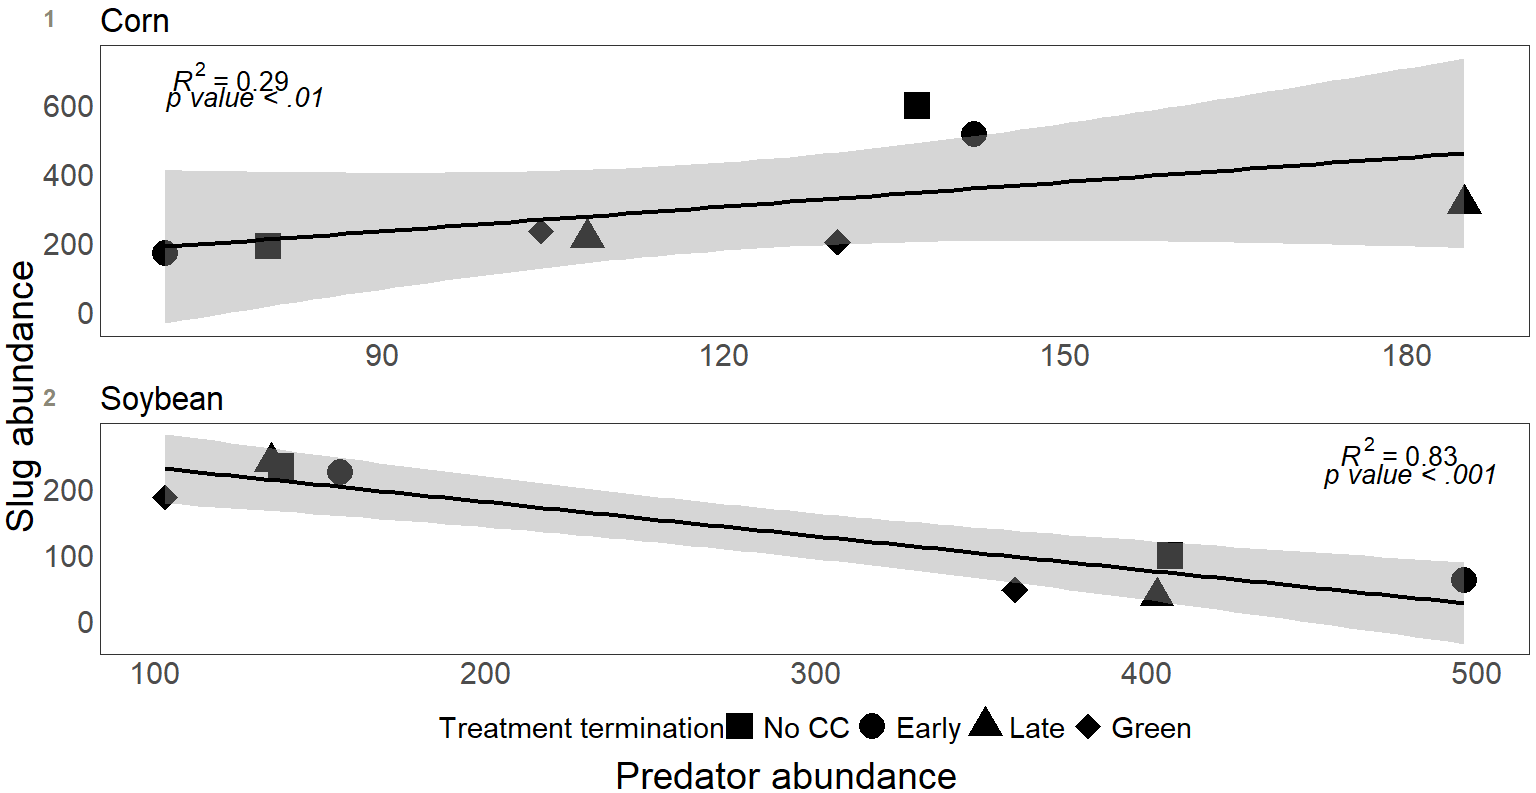 1 Corn
R² = 0.29
p value < .01
600
400
200
0
90 120 150 180
Slug abundance
2 Soybean
R² = 0.83
p value < .001
200
100
0
100 200 300 400 500
Treatment termination No CC Early Late Green
Predator abundance